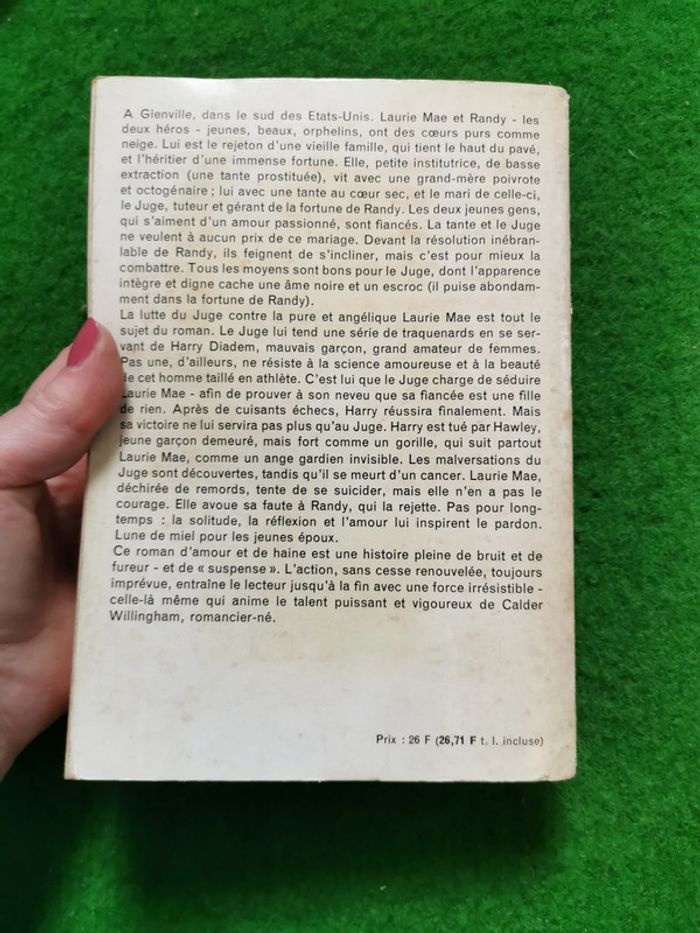 A Glenville, dans le sud des Etats-Unis. Laurie Mae et Randy - les
deux héros - jeunes, beaux, orphelins, ont des cœurs purs comme
neige. Lui est le rejeton d'une vieille famille, qui tient le haut du pavé,
et l'héritier d'une immense fortune. Elle, petite institutrice, de basse
extraction (une tante prostituée), vit avec une grand-mère poivrote
et octogénaire ; lui avec une tante au cœur sec, et le mari de celle-ci,
le Juge, tuteur et gérant de la fortune de Randy. Les deux jeunes gens,
qui s'aiment d'un amour passionné, sont fiancés. La tante et le Juge
ne veulent à aucun prix de ce mariage. Devant la résolution inébran-
lable de Randy, ils feignent de s'incliner, mais c'est pour mieux la
combattre. Tous les moyens sont bons pour le Juge, dont l'apparence
intègre et digne cache une âme noire et un escroc (il puise abondam-
ment dans la fortune de Randy).
La lutte du Juge contre la pure et angélique Laurie Mae est tout le
sujet du roman. Le Juge lui tend une série de traquenards en se ser-
vant de Harry Diadem, mauvais garçon, grand amateur de femmes.
Pas une, d'ailleurs, ne résiste à la science amoureuse et à la beauté
de cet homme taillé en athlète. C'est lui que le Juge charge de séduire
Laurie Mae - afin de prouver à son neveu que sa fiancée est une fille
de rien. Après de cuisants échecs, Harry réussira finalement. Mais
sa victoire ne lui servira pas plus qu'au Juge. Harry est tué par Hawley,
jeune garçon demeuré, mais fort comme un gorille, qui suit partout
Laurie Mae, comme un ange gardien invisible. Les malversations du
Juge sont découvertes, tandis qu'il se meurt d'un cancer. Laurie Mae,
déchirée de remords, tente de se suicider, mais elle n'en a pas le
courage. Elle avoue sa faute à Randy, qui la rejette. Pas pour long-
temps : la solitude, la réflexion et l'amour lui inspirent le pardon.
Lune de miel pour les jeunes époux.
Ce roman d'amour et de haine est une histoire pleine de bruit et de
fureur - et de « suspense ». L'action, sans cesse renouvelée, toujours
imprévue, entraîne le lecteur jusqu'à la fin avec une force irrésistible -
celle-là même qui anime le talent puissant et vigoureux de Calder
Willingham, romancier-né.
Prix : 26 F (26,71 F t. l. incluse)